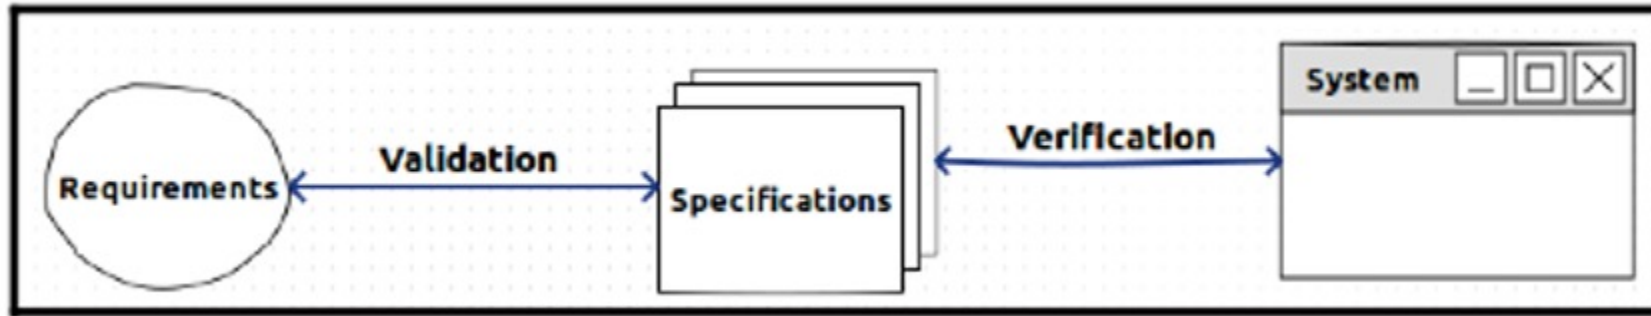 Requirements
Validation
Specifications
Verification
System